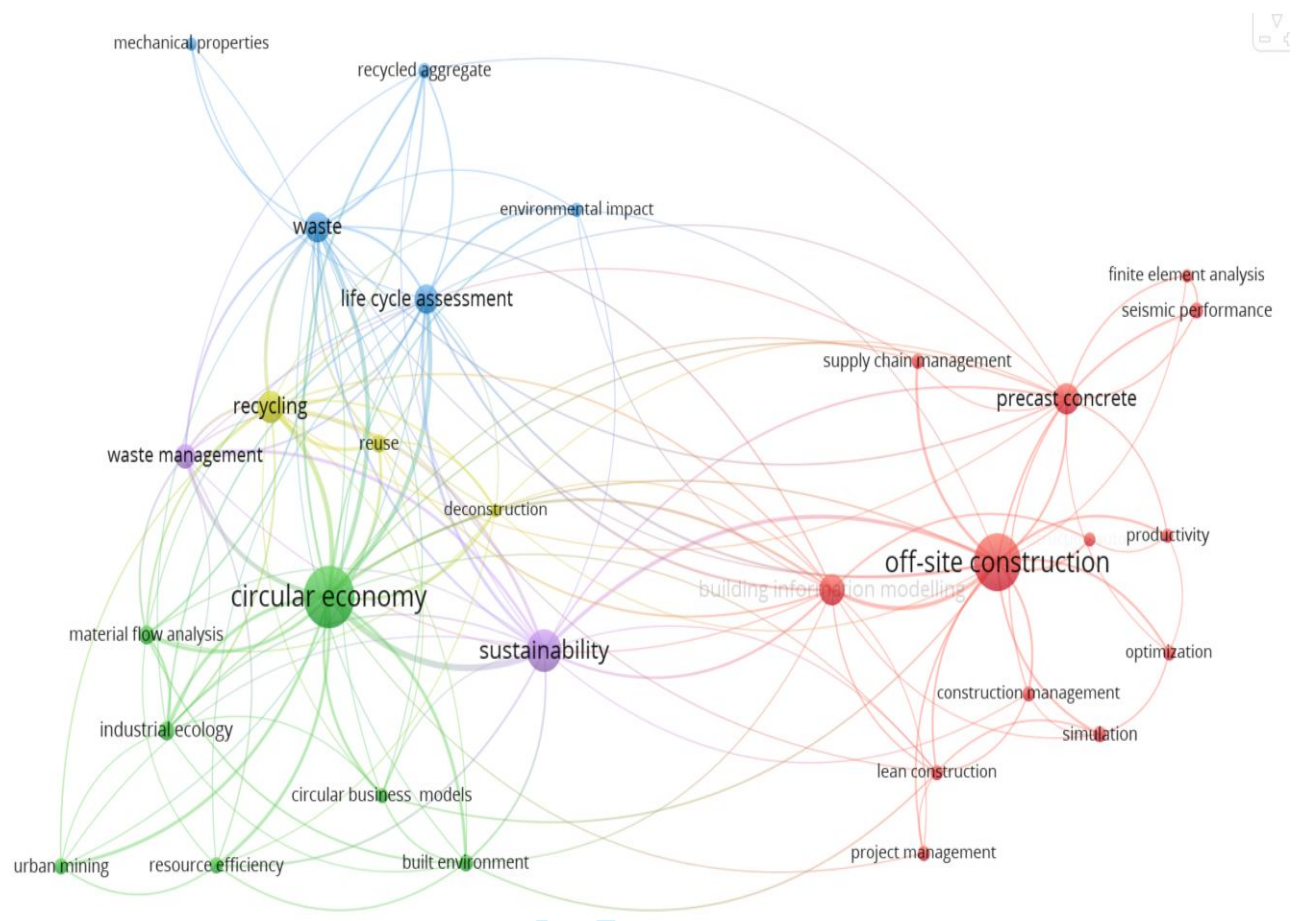 mechanical properties
recycled aggregate
environmental impact
waste
finite element analysis
life cycle assessment
seismic performance
supply chain management
precast concrete
recycling
reuse
waste management
deconstruction
productivity
off-site construction
building information modelling
circular economy
material flow analysis
sustainability
optimization
construction management
industrial ecology
simulation
lean construction
circular business models
project management
built environment
urban mining
resource efficiency